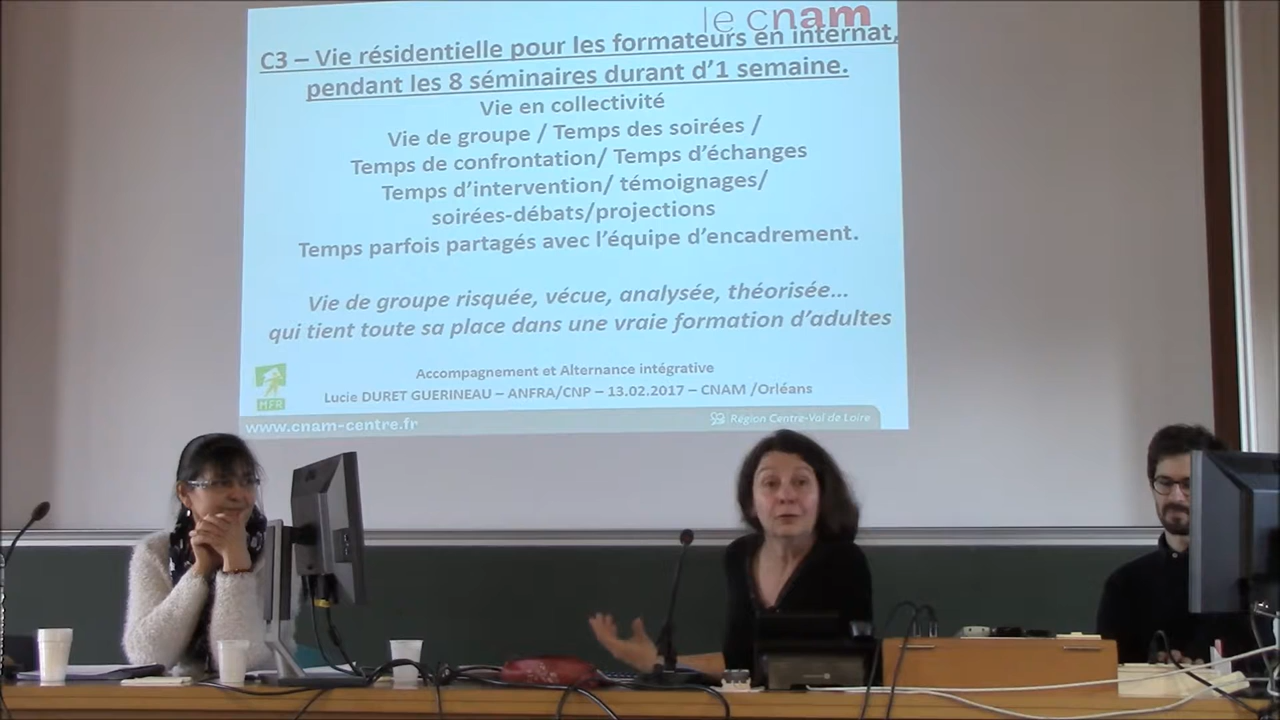 le cnam
C3 – Vie résidentielle pour les formateurs en internat,
pendant les 8 séminaires durant d’1 semaine.
Vie en collectivité
Vie de groupe / Temps des soirées /
Temps de confrontation/ Temps d’échanges
Temps d’intervention/ témoignages/
soirées-débats/projections
Temps parfois partagés avec l’équipe d’encadrement.
Vie de groupe risquée, vécue, analysée, théorisée…
qui tient toute sa place dans une vraie formation d’adultes
Accompagnement et Alternance intégrative
Lucie DURET GUERINEAU – ANFRA/CNP – 13.02.2017 – CNAM /Orléans
MFR
www.cnam-centre.fr
Région Centre-Val de Loire